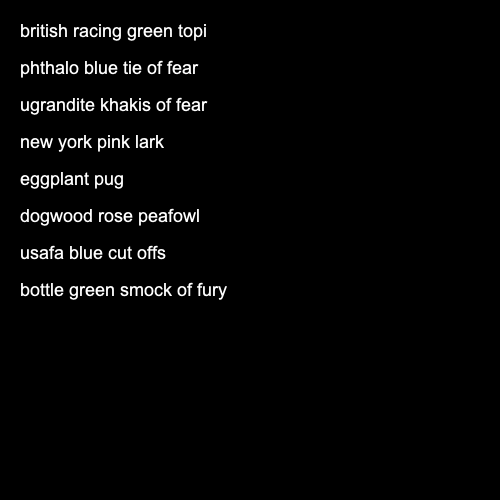 british racing green topi
phthalo blue tie of fear
ugrandite khakis of fear
new york pink lark
eggplant pug
dogwood rose peafowl
usafa blue cut offs
bottle green smock of fury